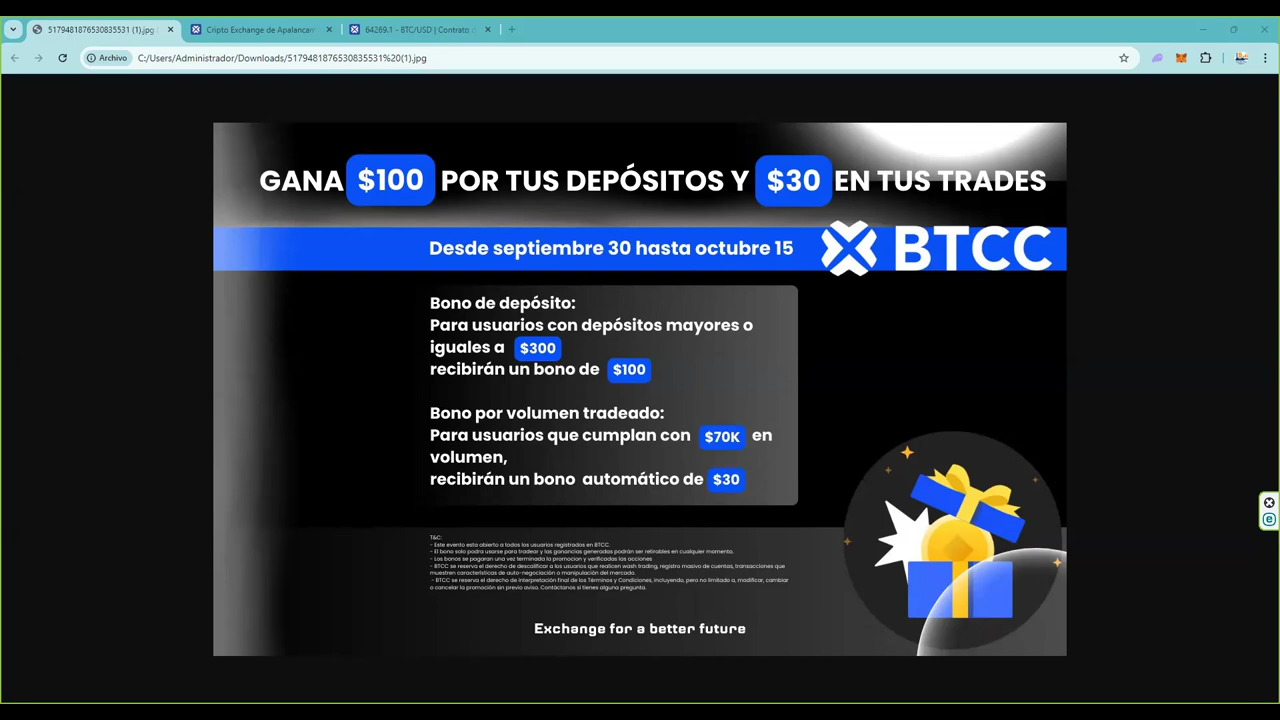 5179481876530835531 (1).jpg
Cripto Exchange de Apalancam
64269.1 - BTC/USD | Contrato d
Archivo
C:/Users/Administrador/Downloads/5179481876530835531%20(1).jpg
GANA $100 POR TUS DEPÓSITOS Y $30 EN TUS TRADES
Desde septiembre 30 hasta octubre 15
BTCC
Bono de depósito:
Para usuarios con depósitos mayores o
iguales a $300
recibirán un bono de $100
Bono por volumen tradeado:
Para usuarios que cumplan con $70K en
volumen,
recibirán un bono automático de $30
T&C:
- Este evento esta abierto a todos los usuarios registrados en BTCC.
- El bono solo podra usarse para tradear y las ganancias generadas podrán ser retirables en cualquier momento.
- Los bonos se pagaran una vez terminada la promocion y verificadas las acciones
- BTCC se reserva el derecho de descalificar a los usuarios que realicen wash trading, registro masivo de cuentas, transacciones que
muestren características de auto-negociación o manipulación del mercado.
- BTCC se reserva el derecho de interpretación final de los Términos y Condiciones, incluyendo, pero no limitado a, modificar, cambiar
o cancelar la promoción sin previo aviso. Contáctanos si tienes alguna pregunta.
Exchange for a better future